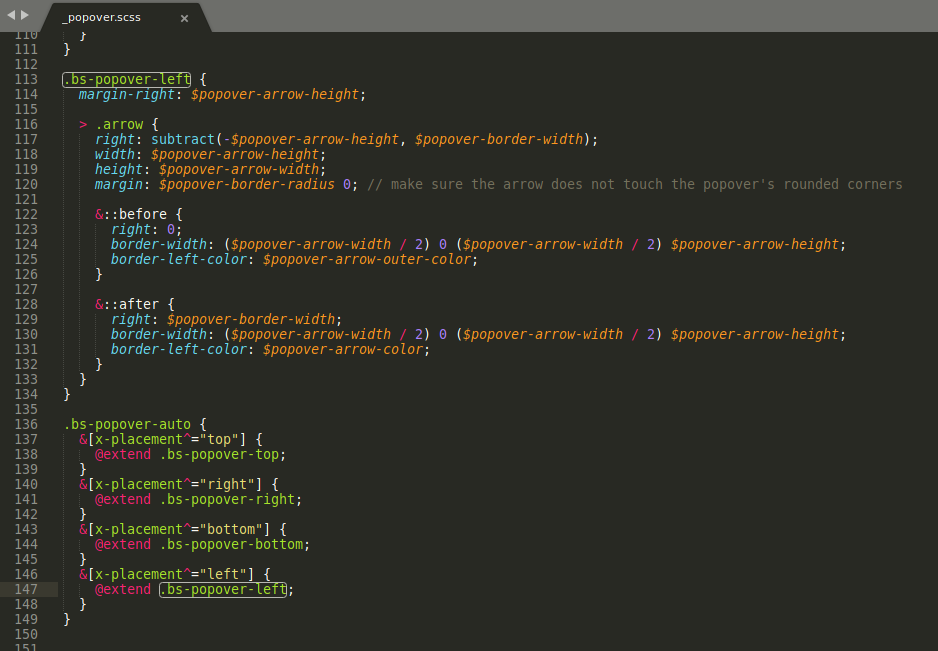 _popover.scss ×
110 }
111 }
112
113 .bs-popover-left {
114 margin-right: $popover-arrow-height;
115
116 > .arrow {
117 right: subtract(-$popover-arrow-height, $popover-border-width);
118 width: $popover-arrow-height;
119 height: $popover-arrow-width;
120 margin: $popover-border-radius 0; // make sure the arrow does not touch the popover's rounded corners
121
122 &::before {
123 right: 0;
124 border-width: ($popover-arrow-width / 2) 0 ($popover-arrow-width / 2) $popover-arrow-height;
125 border-left-color: $popover-arrow-outer-color;
126 }
127
128 &::after {
129 right: $popover-border-width;
130 border-width: ($popover-arrow-width / 2) 0 ($popover-arrow-width / 2) $popover-arrow-height;
131 border-left-color: $popover-arrow-color;
132 }
133 }
134 }
135
136 .bs-popover-auto {
137 &[x-placement^="top"] {
138 @extend .bs-popover-top;
139 }
140 &[x-placement^="right"] {
141 @extend .bs-popover-right;
142 }
143 &[x-placement^="bottom"] {
144 @extend .bs-popover-bottom;
145 }
146 &[x-placement^="left"] {
147 @extend .bs-popover-left;
148 }
149 }
150
151